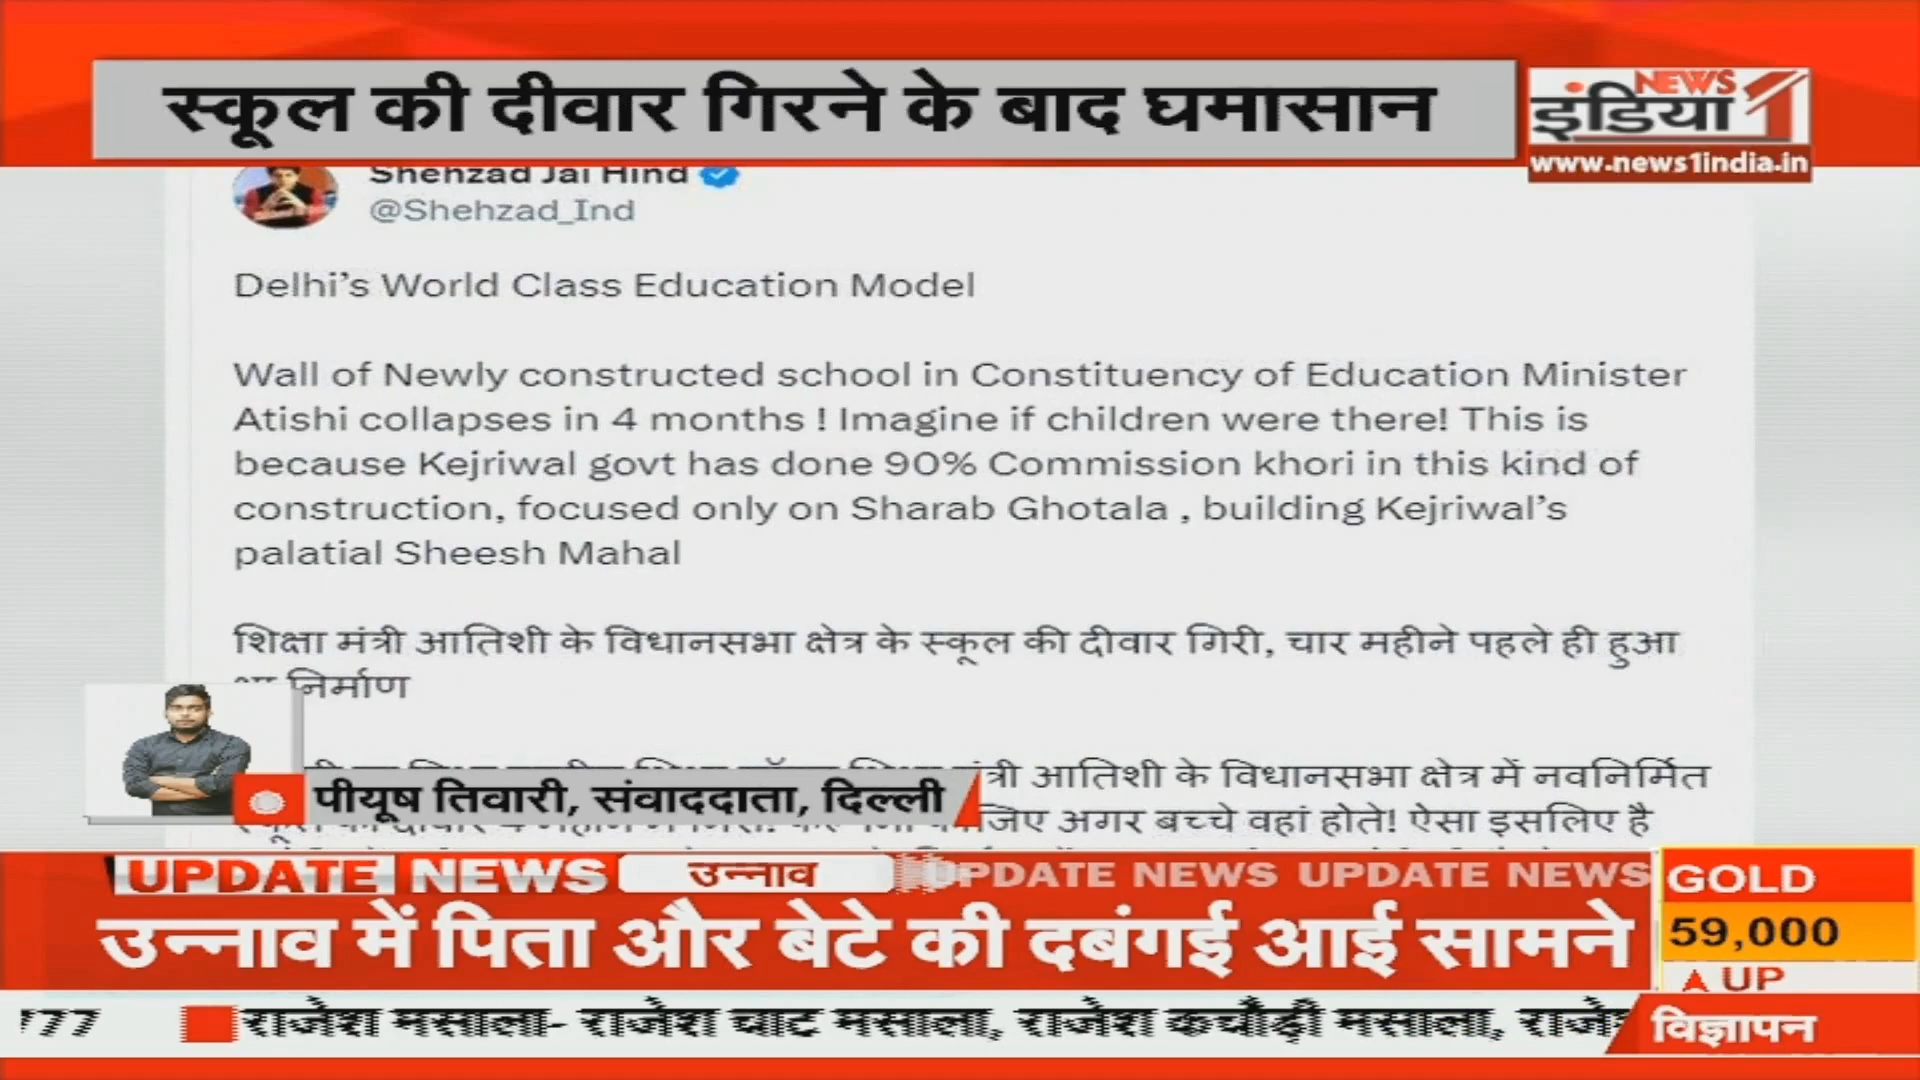 स्कूल की दीवार गिरने के बाद घमासान
NEWS
इंडिया 1
www.news1india.in
Shehzad Jai Hind
@Shehzad_Ind
Delhi's World Class Education Model
Wall of Newly constructed school in Constituency of Education Minister
Atishi collapses in 4 months ! Imagine if children were there! This is
because Kejriwal govt has done 90% Commission khori in this kind of
construction, focused only on Sharab Ghotala , building Kejriwal's
palatial Sheesh Mahal
शिक्षा मंत्री आतिशी के विधानसभा क्षेत्र के स्कूल की दीवार गिरी, चार महीने पहले ही हुआ
निर्माण
आतिशी के विधानसभा क्षेत्र में नवनिर्मित
पीयूष तिवारी, संवाददाता, दिल्ली
अगर बच्चे वहां होते! ऐसा इसलिए है
UPDATE NEWS उन्नाव UPDATE NEWS UPDATE NEWS
GOLD
उन्नाव में पिता और बेटे की दबंगई आई सामने
59,000
UP
777 राजेश मसाला- राजेश चाट मसाला, राजेश कचौड़ी मसाला,
विज्ञापन